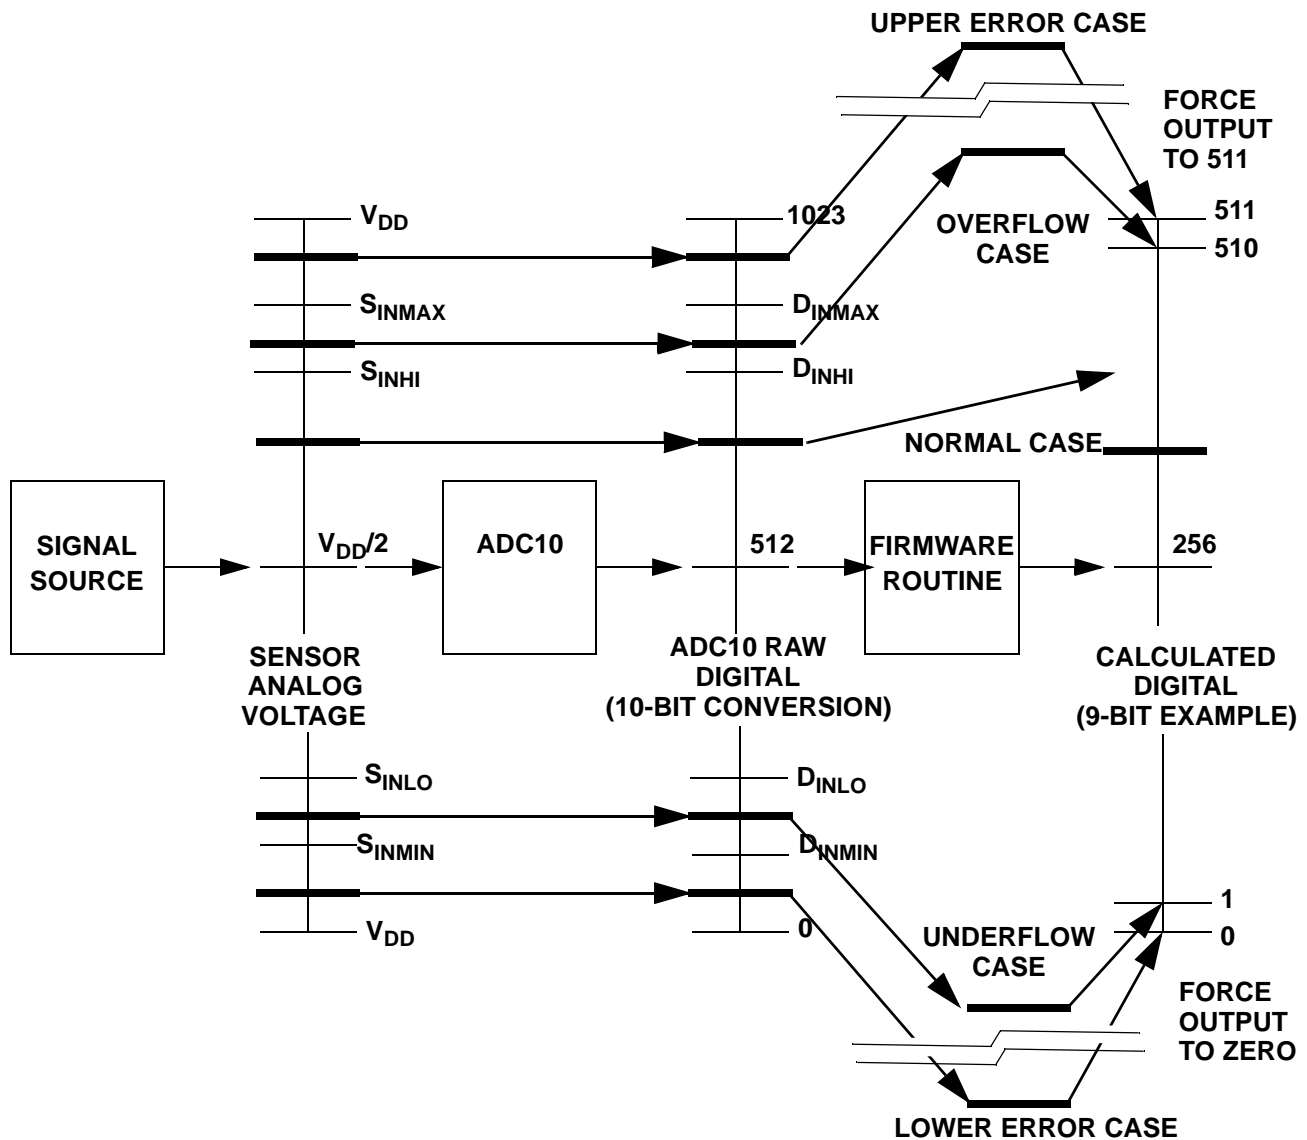 UPPER ERROR CASE
FORCE
OUTPUT
TO 511
VDD
1023
511
OVERFLOW
CASE
510
SINMAX
DINMAX
SINHI
DINHI
NORMAL CASE
SIGNAL
SOURCE
VDD/2
ADC10
512
FIRMWARE
ROUTINE
256
SENSOR
ANALOG
VOLTAGE
ADC10 RAW
DIGITAL
(10-BIT CONVERSION)
CALCULATED
DIGITAL
(9-BIT EXAMPLE)
SINLO
DINLO
SINMIN
DINMIN
1
VDD
0
UNDERFLOW
CASE
0
FORCE
OUTPUT
TO ZERO
LOWER ERROR CASE